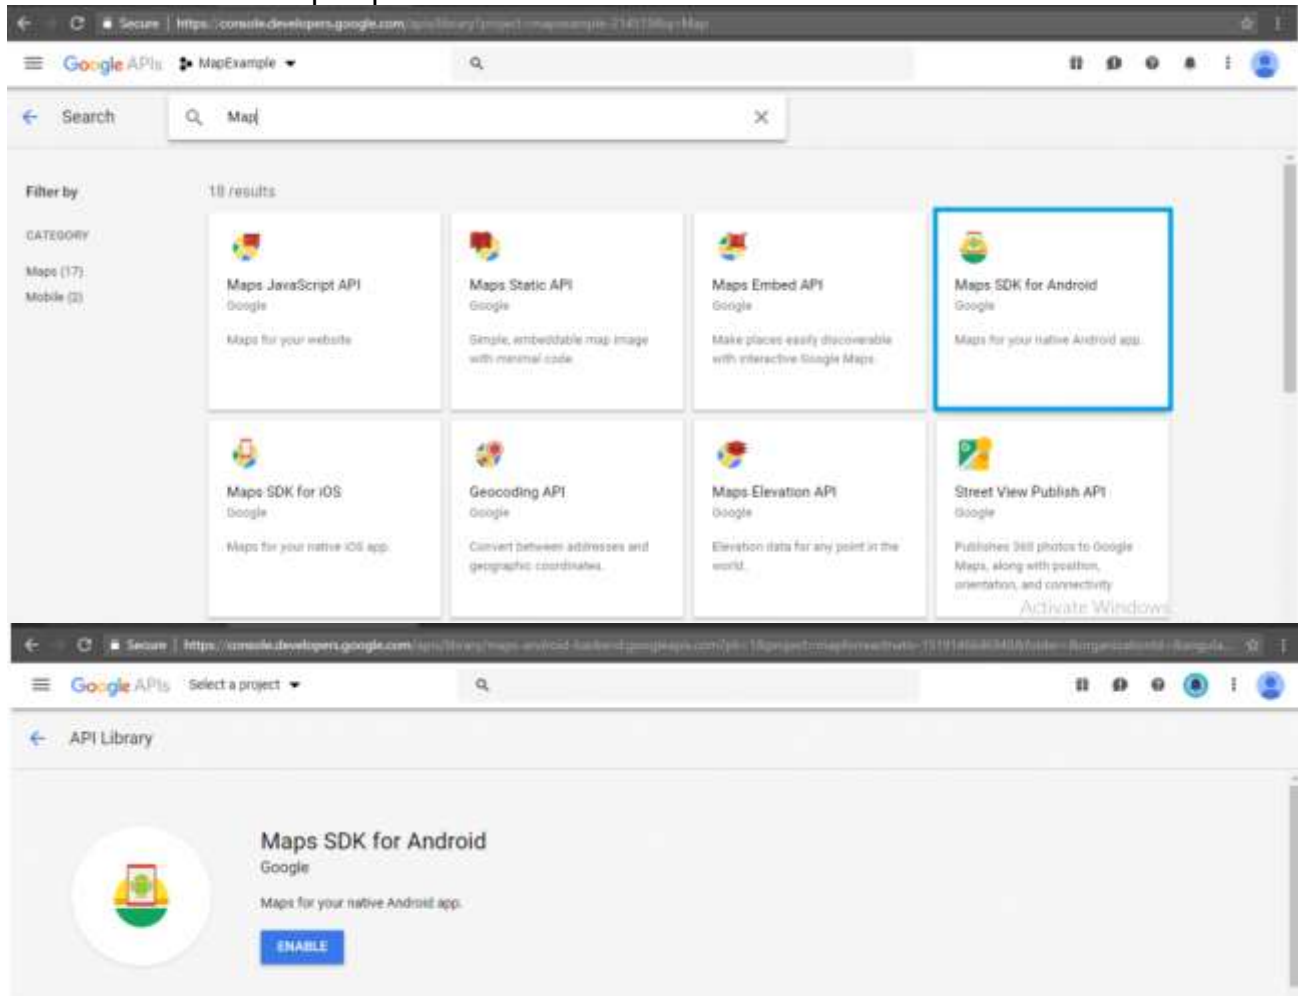 Secure | https://console.developers.google.com
Google APIs MapExample
Search Map
Filter by
18 results
CATEGORY
Maps (17)
Mobile (2)
Maps JavaScript API
Google
Maps for your website
Maps Static API
Google
Simple, embeddable map image
with minimal code.
Maps Embed API
Google
Make places easily discoverable
with interactive Google Maps.
Maps SDK for Android
Google
Maps for your native Android app.
Maps SDK for iOS
Google
Maps for your native iOS app.
Geocoding API
Google
Convert between addresses and
geographic coordinates.
Maps Elevation API
Google
Elevation data for any point in the
world.
Street View Publish API
Google
Publishes 360 photos to Google
Maps, along with position,
orientation, and connectivity
Activate Windows
Secure | https://console.developers.google.com
Google APIs Select a project
API Library
Maps SDK for Android
Google
Maps for your native Android app.
ENABLE